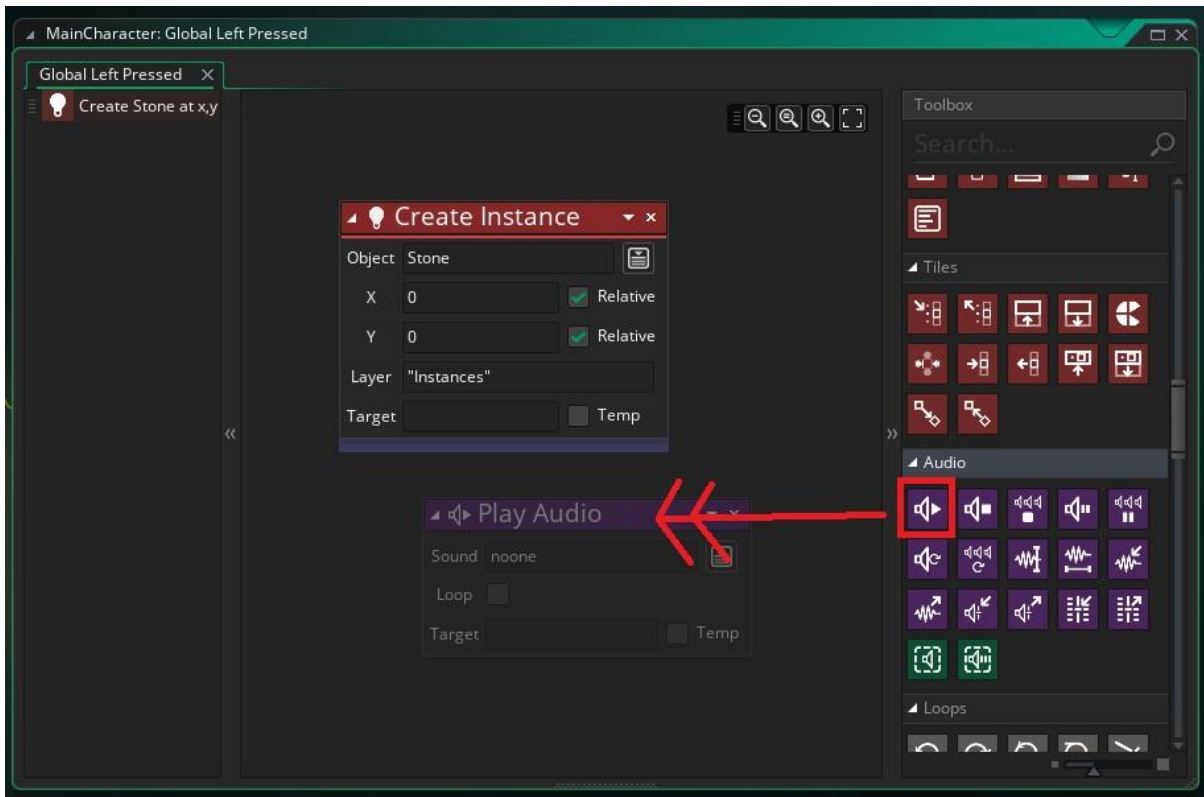 MainCharacter: Global Left Pressed
Global Left Pressed
Create Stone at x,y
Create Instance
Object Stone
X 0 Relative
Y 0 Relative
Layer "Instances"
Target Temp
Play Audio
Sound noone
Loop
Target Temp
Toolbox
Search...
Tiles
Audio
Loops